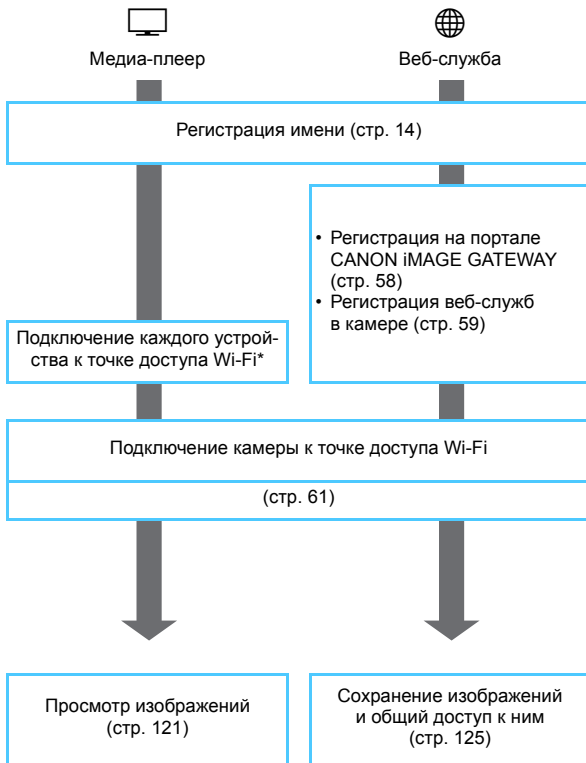 Медиа-плеер
Веб-служба
Регистрация имени (стр. 14)
• Регистрация на портале
CANON iMAGE GATEWAY
(стр. 58)
• Регистрация веб-служб
в камере (стр. 59)
Подключение каждого устрой-
ства к точке доступа Wi-Fi*
Подключение камеры к точке доступа Wi-Fi
(стр. 61)
Просмотр изображений
(стр. 121)
Сохранение изображений
и общий доступ к ним
(стр. 125)